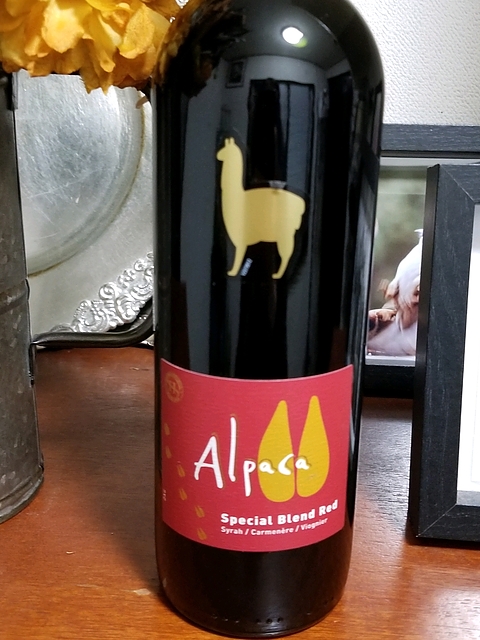 Alpaca
Special Blend Red
Syrah / Carmenère / Viognier